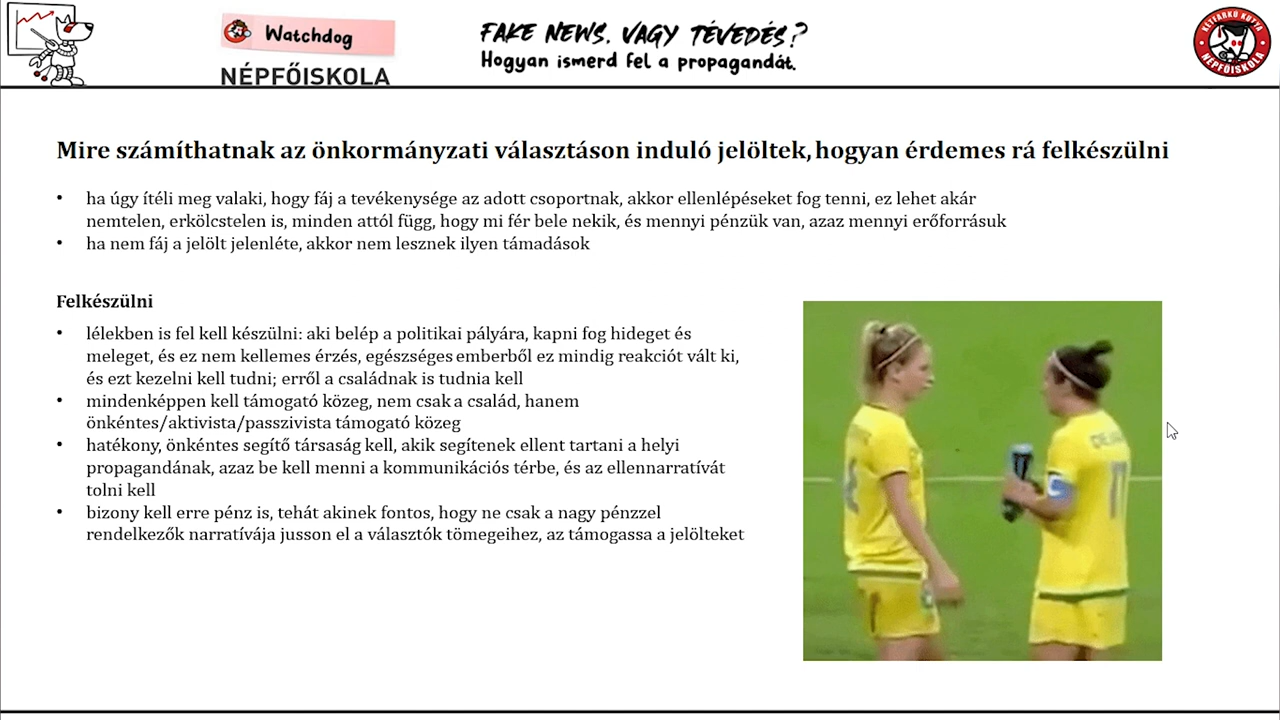 Watchdog
NÉPFŐISKOLA
FAKE NEWS, VAGY TÉVEDÉS?
Hogyan ismerd fel a propagandát.
KÉTFARKÚ KUTYA
NÉPFŐISKOLA
Mire számíthatnak az önkormányzati választáson induló jelöltek, hogyan érdemes rá felkészülni
• ha úgy ítéli meg valaki, hogy fáj a tevékenysége az adott csoportnak, akkor ellenlépéseket fog tenni, ez lehet akár
nemtelen, erkölcstelen is, minden attól függ, hogy mi fér bele nekik, és mennyi pénzük van, azaz mennyi erőforrásuk
• ha nem fáj a jelölt jelenléte, akkor nem lesznek ilyen támadások
Felkészülni
• lélekben is fel kell készülni: aki belép a politikai pályára, kapni fog hideget és
meleget, és ez nem kellemes érzés, egészséges emberből ez mindig reakciót vált ki,
és ezt kezelni kell tudni; erről a családnak is tudnia kell
• mindenképpen kell támogató közeg, nem csak a család, hanem
önkéntes/aktivista/passzivista támogató közeg
• hatékony, önkéntes segítő társaság kell, akik segítenek ellent tartani a helyi
propagandának, azaz be kell menni a kommunikációs térbe, és az ellennarratívát
tolni kell
• bizony kell erre pénz is, tehát akinek fontos, hogy ne csak a nagy pénzzel
rendelkezők narratívája jusson el a választók tömegeihez, az támogassa a jelölteket